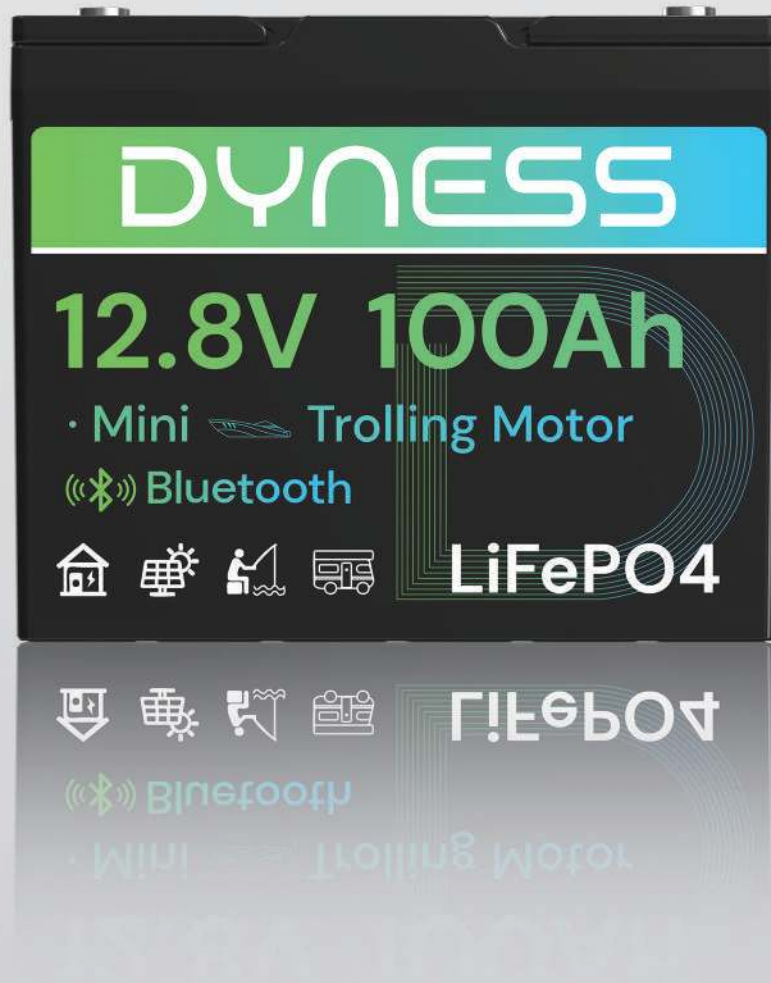 DYNESS
12.8V 100Ah
· Mini Trolling Motor
Bluetooth
LiFePO4